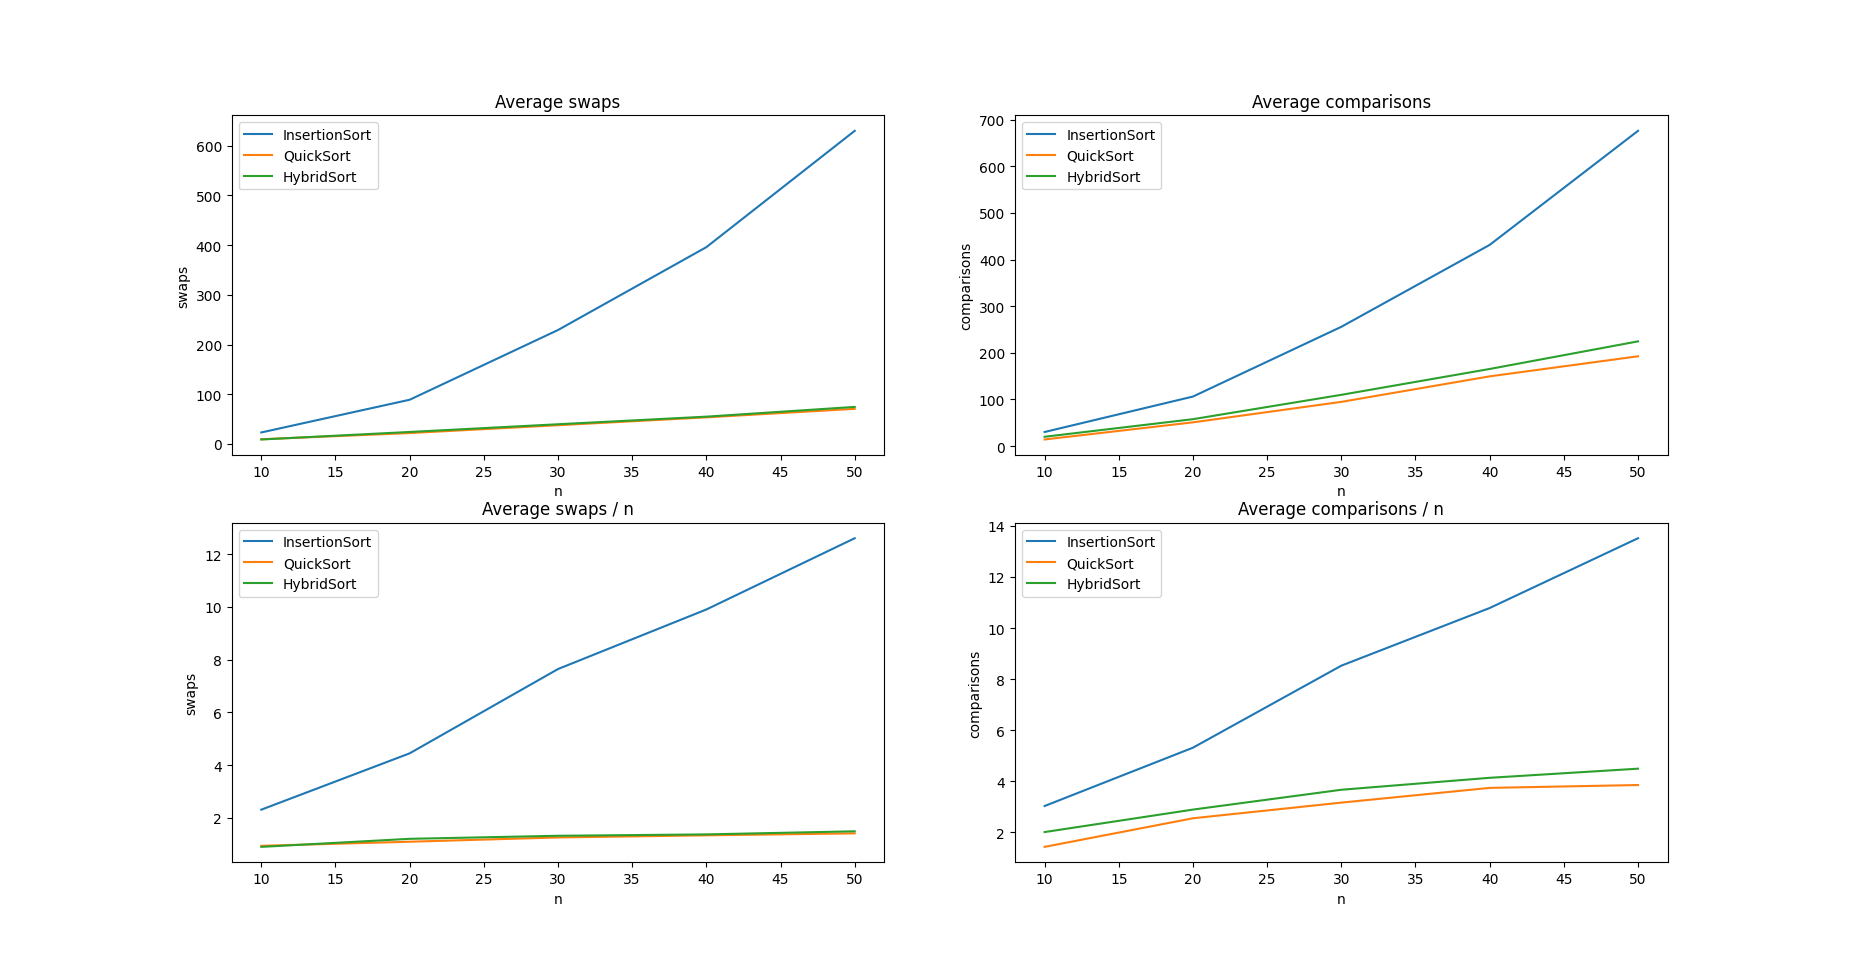 Average swaps
InsertionSort
QuickSort
HybridSort
600
500
400
300
200
100
0
swaps
10 15 20 25 30 35 40 45 50
n
Average comparisons
InsertionSort
QuickSort
HybridSort
700
600
500
400
300
200
100
0
comparisons
10 15 20 25 30 35 40 45 50
n
Average swaps / n
InsertionSort
QuickSort
HybridSort
12
10
8
6
4
2
swaps
10 15 20 25 30 35 40 45 50
n
Average comparisons / n
InsertionSort
QuickSort
HybridSort
14
12
10
8
6
4
2
comparisons
10 15 20 25 30 35 40 45 50
n